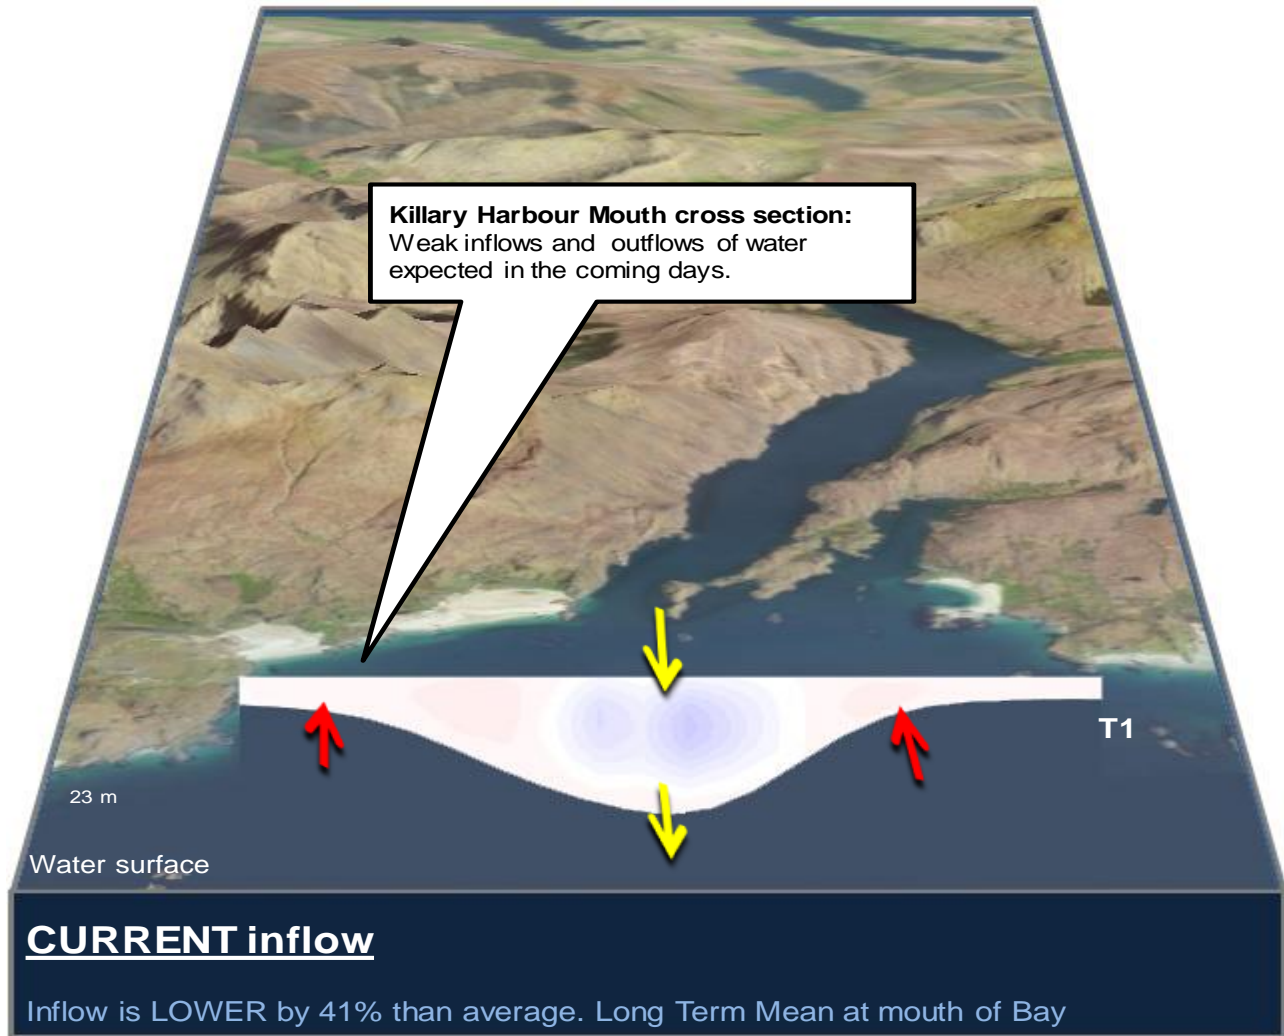 Killary Harbour Mouth cross section:
Weak inflows and outflows of water
expected in the coming days.
T1
23 m
Water surface
CURRENT inflow
Inflow is LOWER by 41% than average. Long Term Mean at mouth of Bay